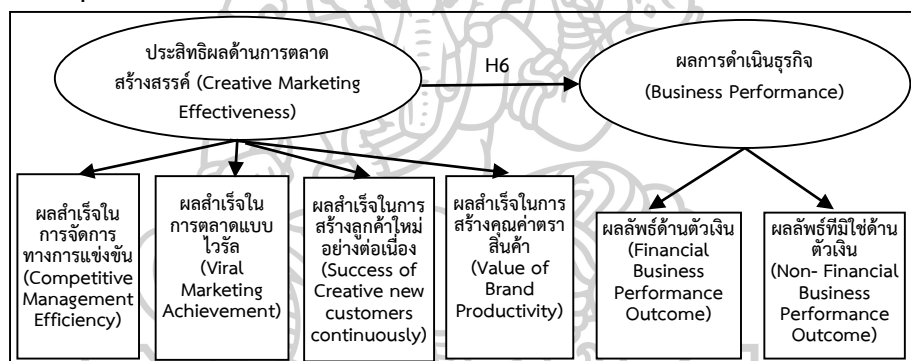 ประสิทธิผลด้านการตลาด
สร้างสรรค์ (Creative Marketing
Effectiveness)
H6
ผลการดำเนินธุรกิจ
(Business Performance)
ผลสำเร็จใน
การจัดการ
ทางการแข่งขัน
(Competitive
Management
Efficiency)
ผลสำเร็จใน
การตลาดแบบ
ไวรัล
(Viral
Marketing
Achievement)
ผลสำเร็จในการ
สร้างลูกค้าใหม่
อย่างต่อเนื่อง
(Success of
Creative new
customers
continuously)
ผลสำเร็จในการ
สร้างคุณค่าตรา
สินค้า
(Value of
Brand
Productivity)
ผลลัพธ์ด้านตัวเงิน
(Financial
Business
Performance
Outcome)
ผลลัพธ์ที่มิใช่ด้าน
ตัวเงิน
(Non- Financial
Business
Performance
Outcome)